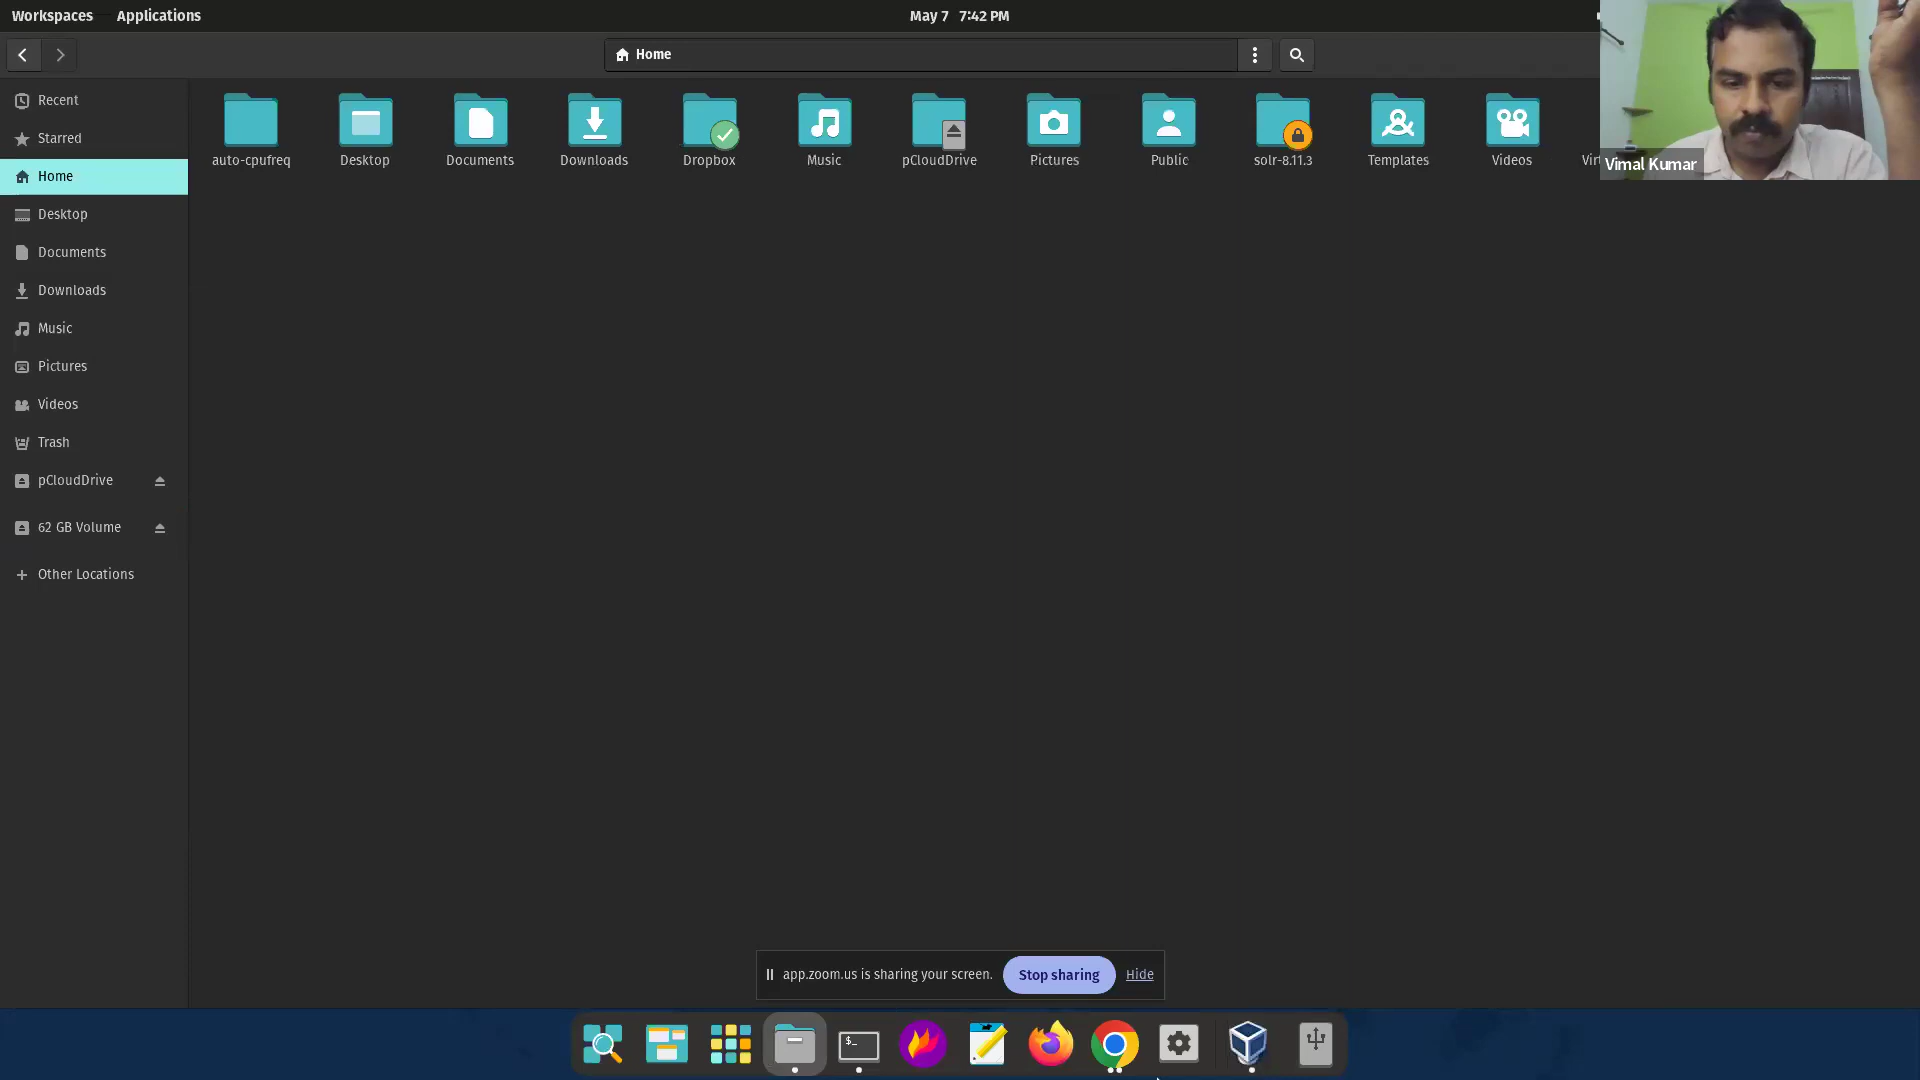 Workspaces Applications May 7 7:42 PM
Home
Recent
Starred
Home
Desktop
Documents
Downloads
Music
Pictures
Videos
Trash
pCloudDrive
62 GB Volume
Other Locations
auto-cpufreq Desktop Documents Downloads Dropbox Music pCloudDrive Pictures Public solr-8.11.3 Templates Videos
Vimal Kumar
app.zoom.us is sharing your screen. Stop sharing Hide
$_